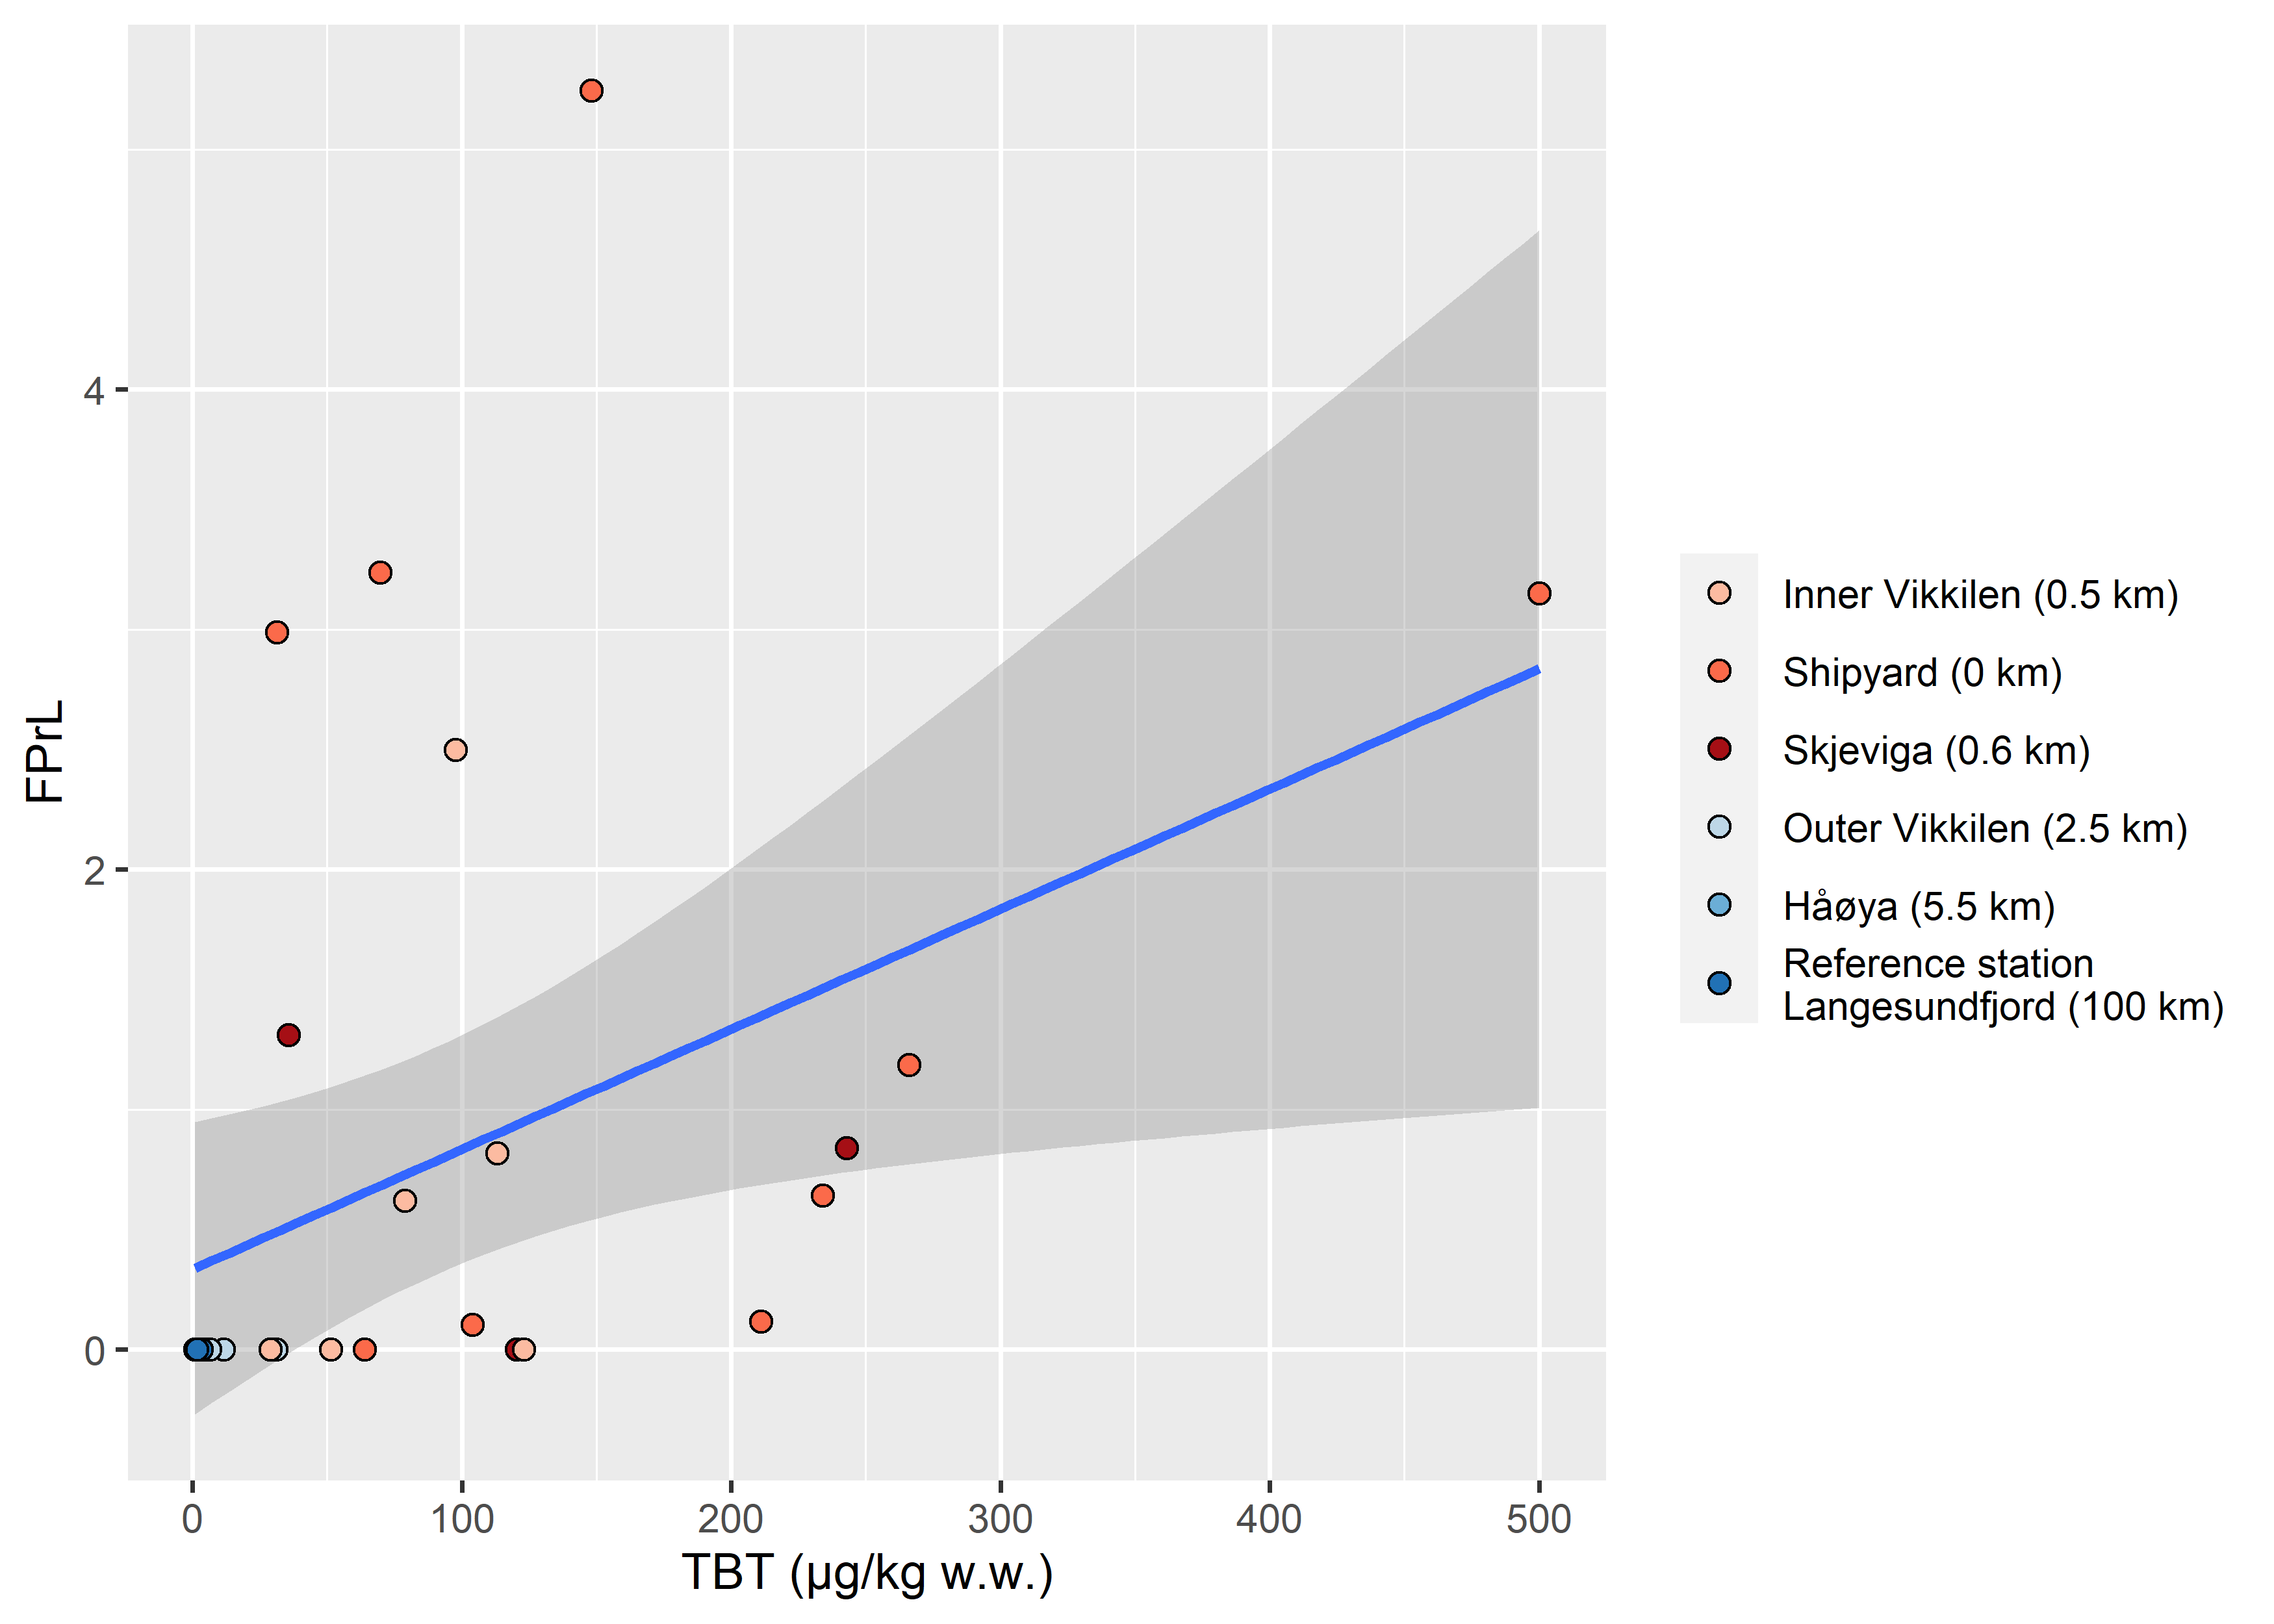 FPrL
4
2
0
0
100
200
300
400
500
TBT (µg/kg w.w.)
Inner Vikkilen (0.5 km)
Shipyard (0 km)
Skjeviga (0.6 km)
Outer Vikkilen (2.5 km)
Håøya (5.5 km)
Reference station
Langesundfjord (100 km)